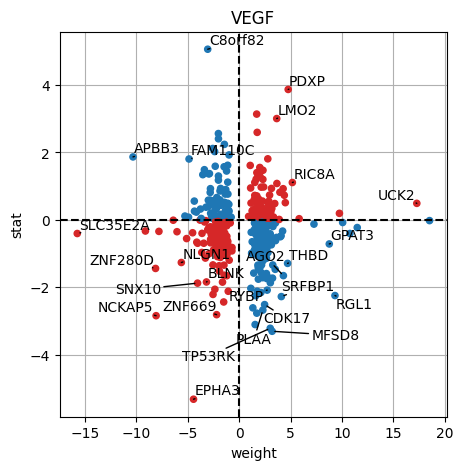 VEGF
C8orf82
PDXP
LMO2
APBB3
FAM110C
RIC8A
UCK2
SLC35E2A
GPAT3
NLGN1
AGO2
THBD
ZNF280D
BLNK
SNX10
SRFBP1
RYBP
NCKAP5
ZNF669
RGL1
CDK17
PLAA
MFSD8
TP53RK
EPHA3
4
2
0
−2
−4
stat
−15
−10
−5
0
5
10
15
20
weight